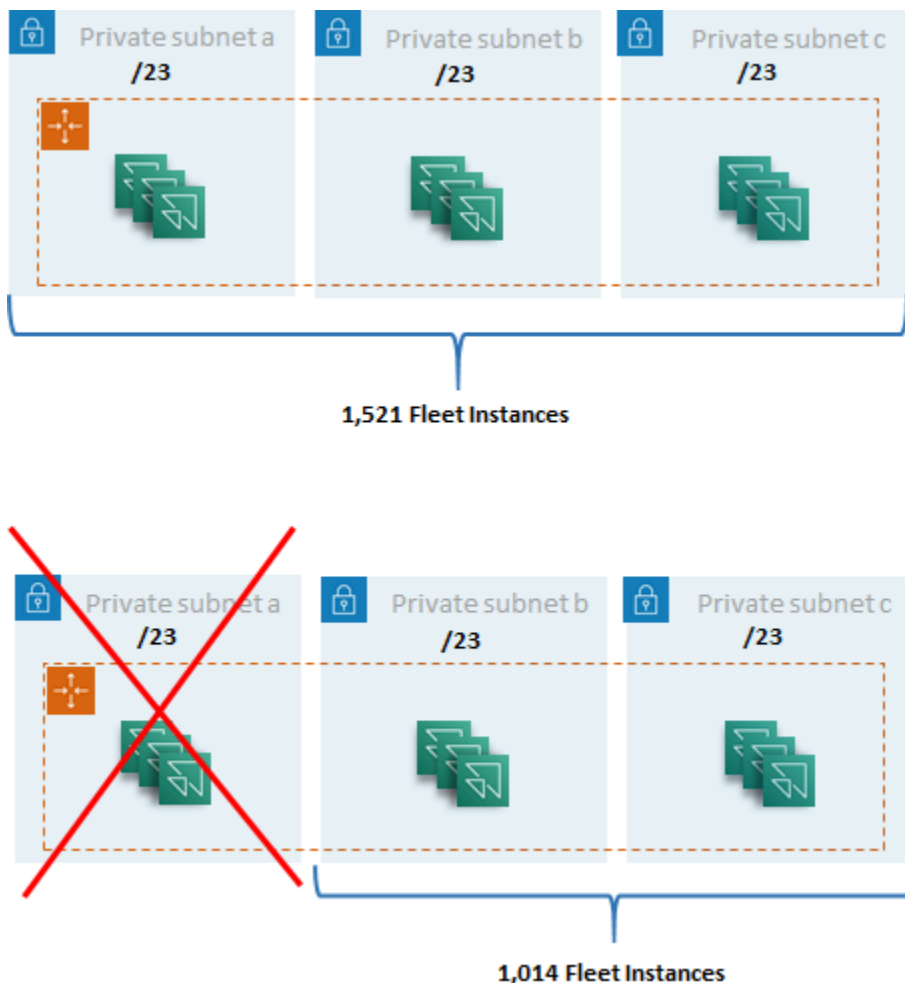 Private subnet a
/23
Private subnet b
/23
Private subnet c
/23
1,521 Fleet Instances
Private subnet a
/23
Private subnet b
/23
Private subnet c
/23
1,014 Fleet Instances